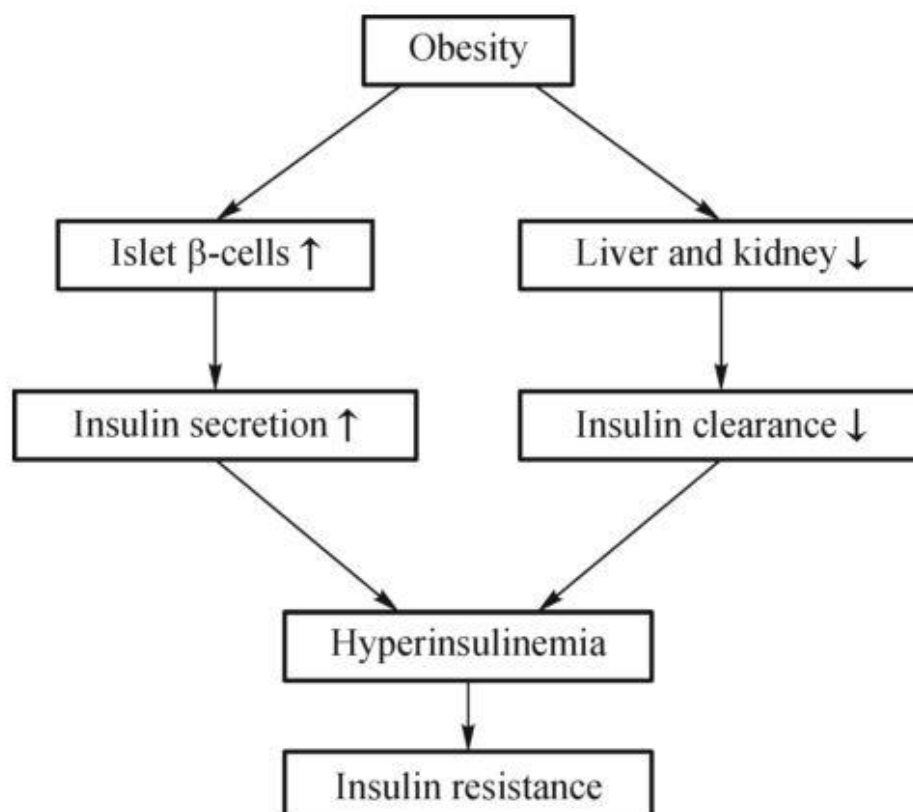 Obesity
Islet β-cells ↑
Liver and kidney ↓
Insulin secretion ↑
Insulin clearance ↓
Hyperinsulinemia
Insulin resistance